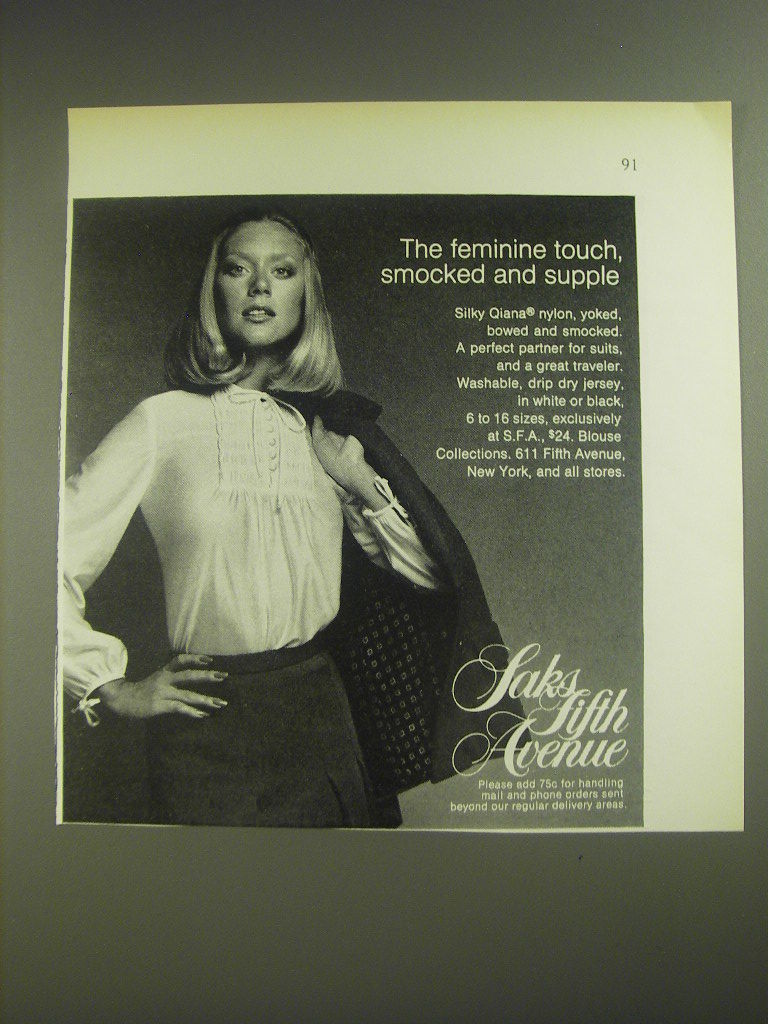 91
The feminine touch,
smocked and supple
Silky Qiana® nylon, yoked,
bowed and smocked.
A perfect partner for suits,
and a great traveler.
Washable, drip dry jersey,
in white or black,
6 to 16 sizes, exclusively
at S.F.A., $24. Blouse
Collections. 611 Fifth Avenue,
New York, and all stores.
Saks
Fifth
Avenue
Please add 75c for handling
mail and phone orders sent
beyond our regular delivery areas.